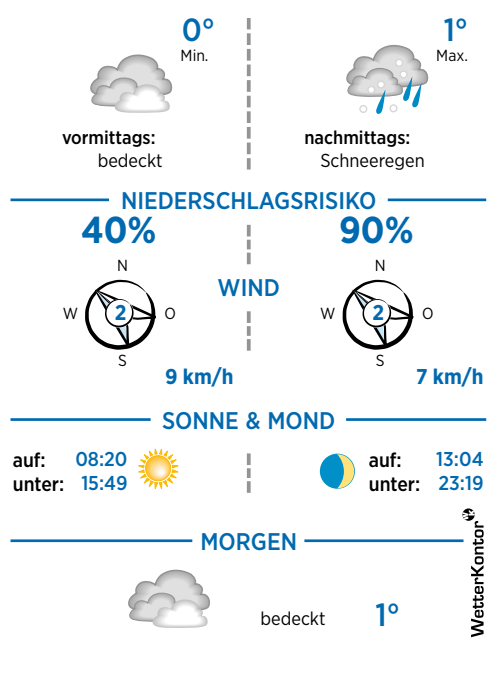 0° 1°
Min. Max.
vormittags: nachmittags:
bedeckt Schneeregen
NIEDERSCHLAGSRISIKO
40% 90%
WIND
N N
W 2 O W 2 O
S S
9 km/h 7 km/h
SONNE & MOND
auf: 08:20 auf: 13:04
unter: 15:49 unter: 23:19
MORGEN
bedeckt 1°
WetterKontor